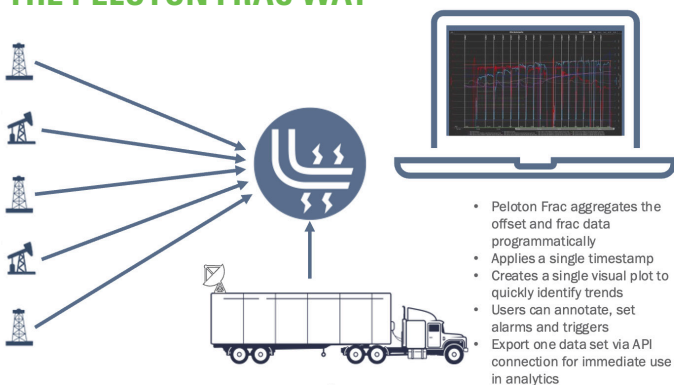 THE PELOTON FRAC WAY
• Peloton Frac aggregates the
offset and frac data
programmatically
• Applies a single timestamp
• Creates a single visual plot to
quickly identify trends
• Users can annotate, set
alarms and triggers
• Export one data set via API
connection for immediate use
in analytics